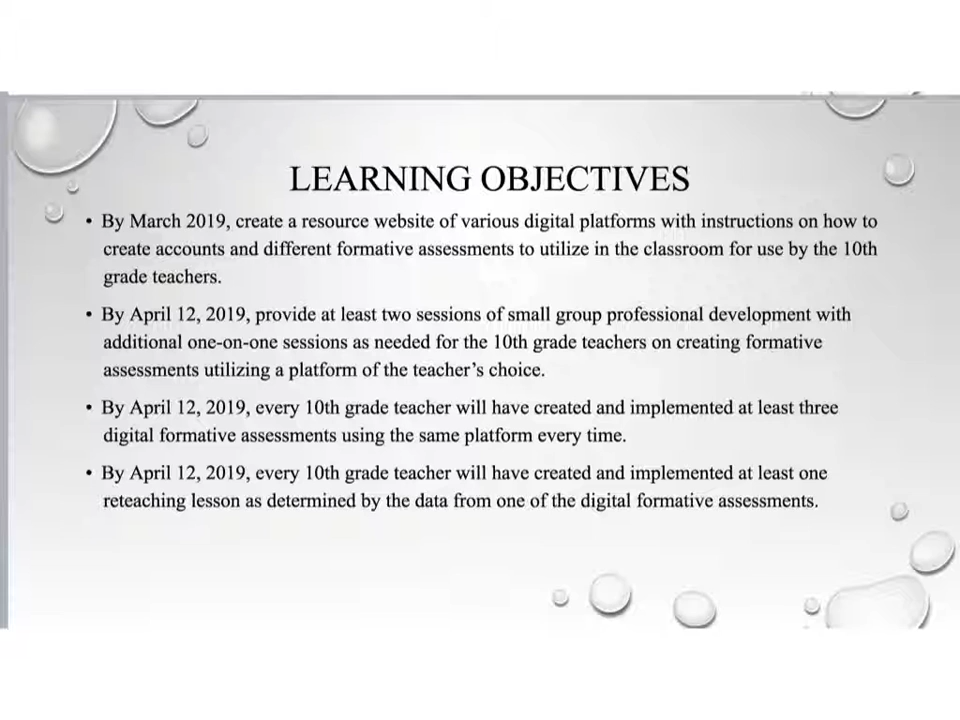 LEARNING OBJECTIVES
• By March 2019, create a resource website of various digital platforms with instructions on how to
create accounts and different formative assessments to utilize in the classroom for use by the 10th
grade teachers.
• By April 12, 2019, provide at least two sessions of small group professional development with
additional one-on-one sessions as needed for the 10th grade teachers on creating formative
assessments utilizing a platform of the teacher’s choice.
• By April 12, 2019, every 10th grade teacher will have created and implemented at least three
digital formative assessments using the same platform every time.
• By April 12, 2019, every 10th grade teacher will have created and implemented at least one
reteaching lesson as determined by the data from one of the digital formative assessments.